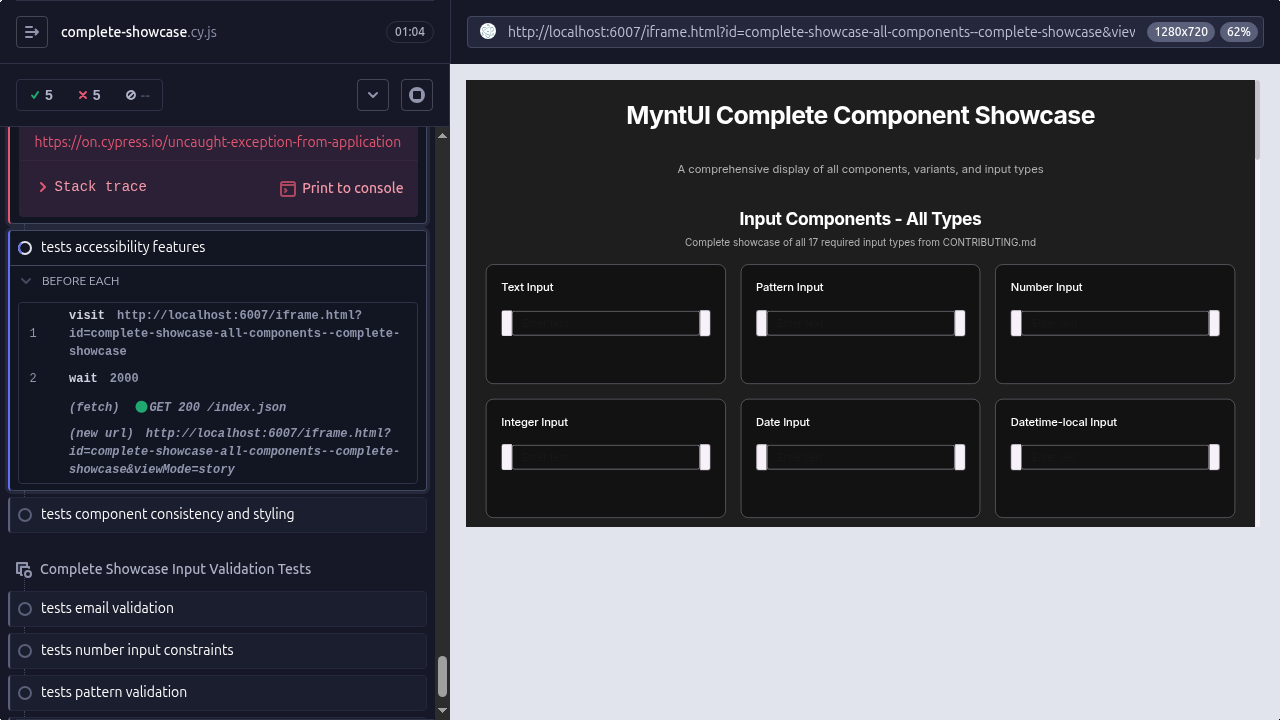 complete-showcase.cy.js
01:04
http://localhost:6007/iframe.html?id=complete-showcase-all-components--complete-showcase&view
1280x720
62%
5
5
--
https://on.cypress.io/uncaught-exception-from-application
Stack trace
Print to console
tests accessibility features
BEFORE EACH
1
visit http://localhost:6007/iframe.html?
id=complete-showcase-all-components--complete-
showcase
2
wait 2000
(fetch) GET 200 /index.json
(new url) http://localhost:6007/iframe.html?
id=complete-showcase-all-components--complete-
showcase&viewMode=story
tests component consistency and styling
Complete Showcase Input Validation Tests
tests email validation
tests number input constraints
tests pattern validation
MyntUI Complete Component Showcase
A comprehensive display of all components, variants, and input types
Input Components - All Types
Complete showcase of all 17 required input types from CONTRIBUTING.md
Text Input
Pattern Input
Number Input
Integer Input
Date Input
Datetime-local Input